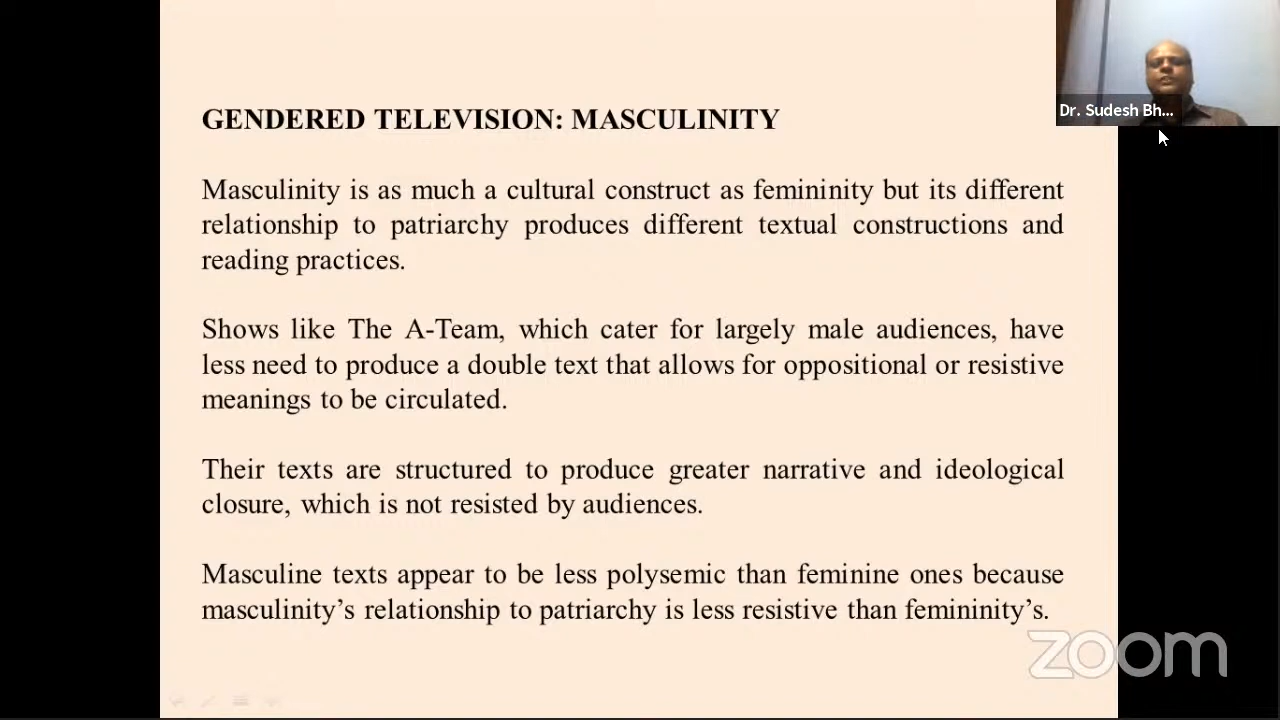 GENDERED TELEVISION: MASCULINITY
Masculinity is as much a cultural construct as femininity but its different
relationship to patriarchy produces different textual constructions and
reading practices.
Shows like The A-Team, which cater for largely male audiences, have
less need to produce a double text that allows for oppositional or resistive
meanings to be circulated.
Their texts are structured to produce greater narrative and ideological
closure, which is not resisted by audiences.
Masculine texts appear to be less polysemic than feminine ones because
masculinity’s relationship to patriarchy is less resistive than femininity’s.
Dr. Sudesh Bh...
zoom